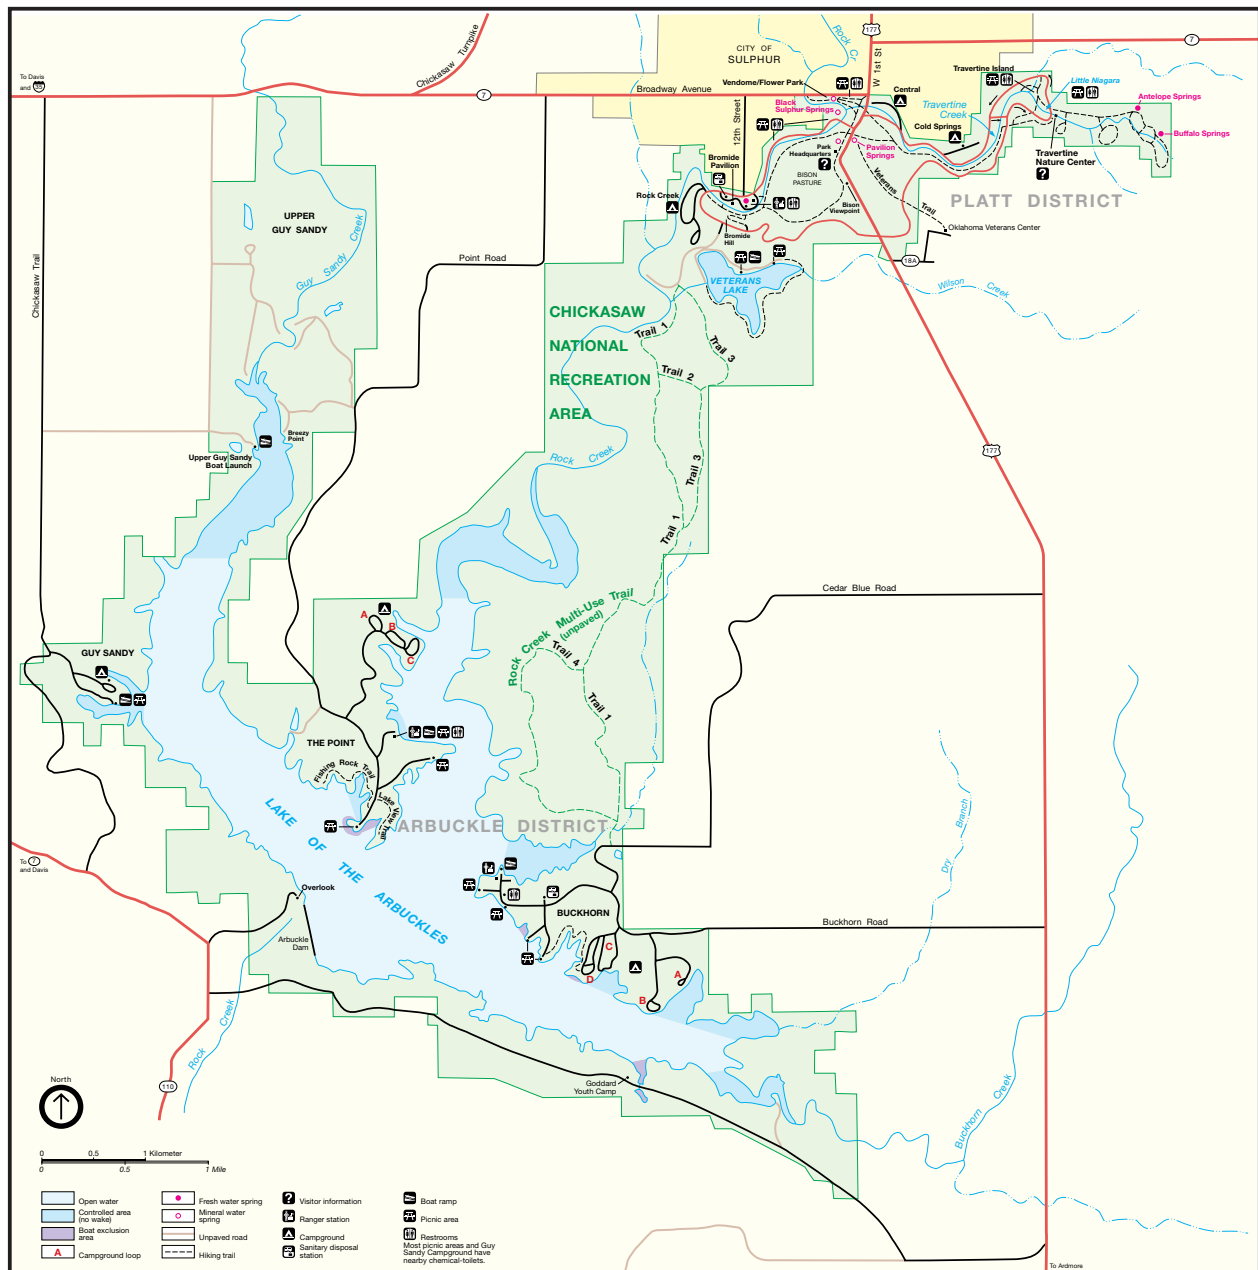 To Davis
and 35
Chickasaw Turnpike
7
Broadway Avenue
CITY OF
SULPHUR
Rock Cr
177
W 1st St
7
Vendome/Flower Park
Black
Sulphur Springs
12th Street
Central
Travertine Island
Little Niagara
Travertine
Creek
Cold Springs
Antelope Springs
Buffalo Springs
Travertine
Nature Center
?
Park
Headquarters
?
Pavilion
Springs
BISON
PASTURE
Bromide
Pavilion
Rock Creek
Bison
Viewpoint
Veterans
Trail
PLATT DISTRICT
Oklahoma Veterans Center
18A
Bromide
Hill
VETERANS
LAKE
Wilson Creek
UPPER
GUY SANDY
Guy Sandy Creek
Chickasaw Trail
Point Road
CHICKASAW
NATIONAL
RECREATION
AREA
Trail 1
Trail 3
Trail 2
Breezy
Point
Upper Guy Sandy
Boat Launch
Rock Creek
Trail 3
177
Trail 1
Cedar Blue Road
Rock Creek Multi-Use Trail
(unpaved)
Trail 4
Trail 1
A
B
C
GUY SANDY
THE POINT
Fishing Rock Trail
Lake View Trail
ARBUCKLE DISTRICT
LAKE OF THE ARBUCKLES
Dry Branch
To 7
and Davis
Overlook
Arbuckle
Dam
BUCKHORN
Buckhorn Road
C
D
A
B
Rock Creek
Goddard
Youth Camp
Buckhorn Creek
110
North
0 0.5 1 Kilometer
0 0.5 1 Mile
Open water
Controlled area
(no wake)
Boat exclusion
area
A Campground loop
Fresh water spring
Mineral water
spring
Unpaved road
Hiking trail
? Visitor information
Ranger station
Campground
Sanitary disposal
station
Boat ramp
Picnic area
Restrooms
Most picnic areas and Guy
Sandy Campground have
nearby chemical-toilets.
To Ardmore